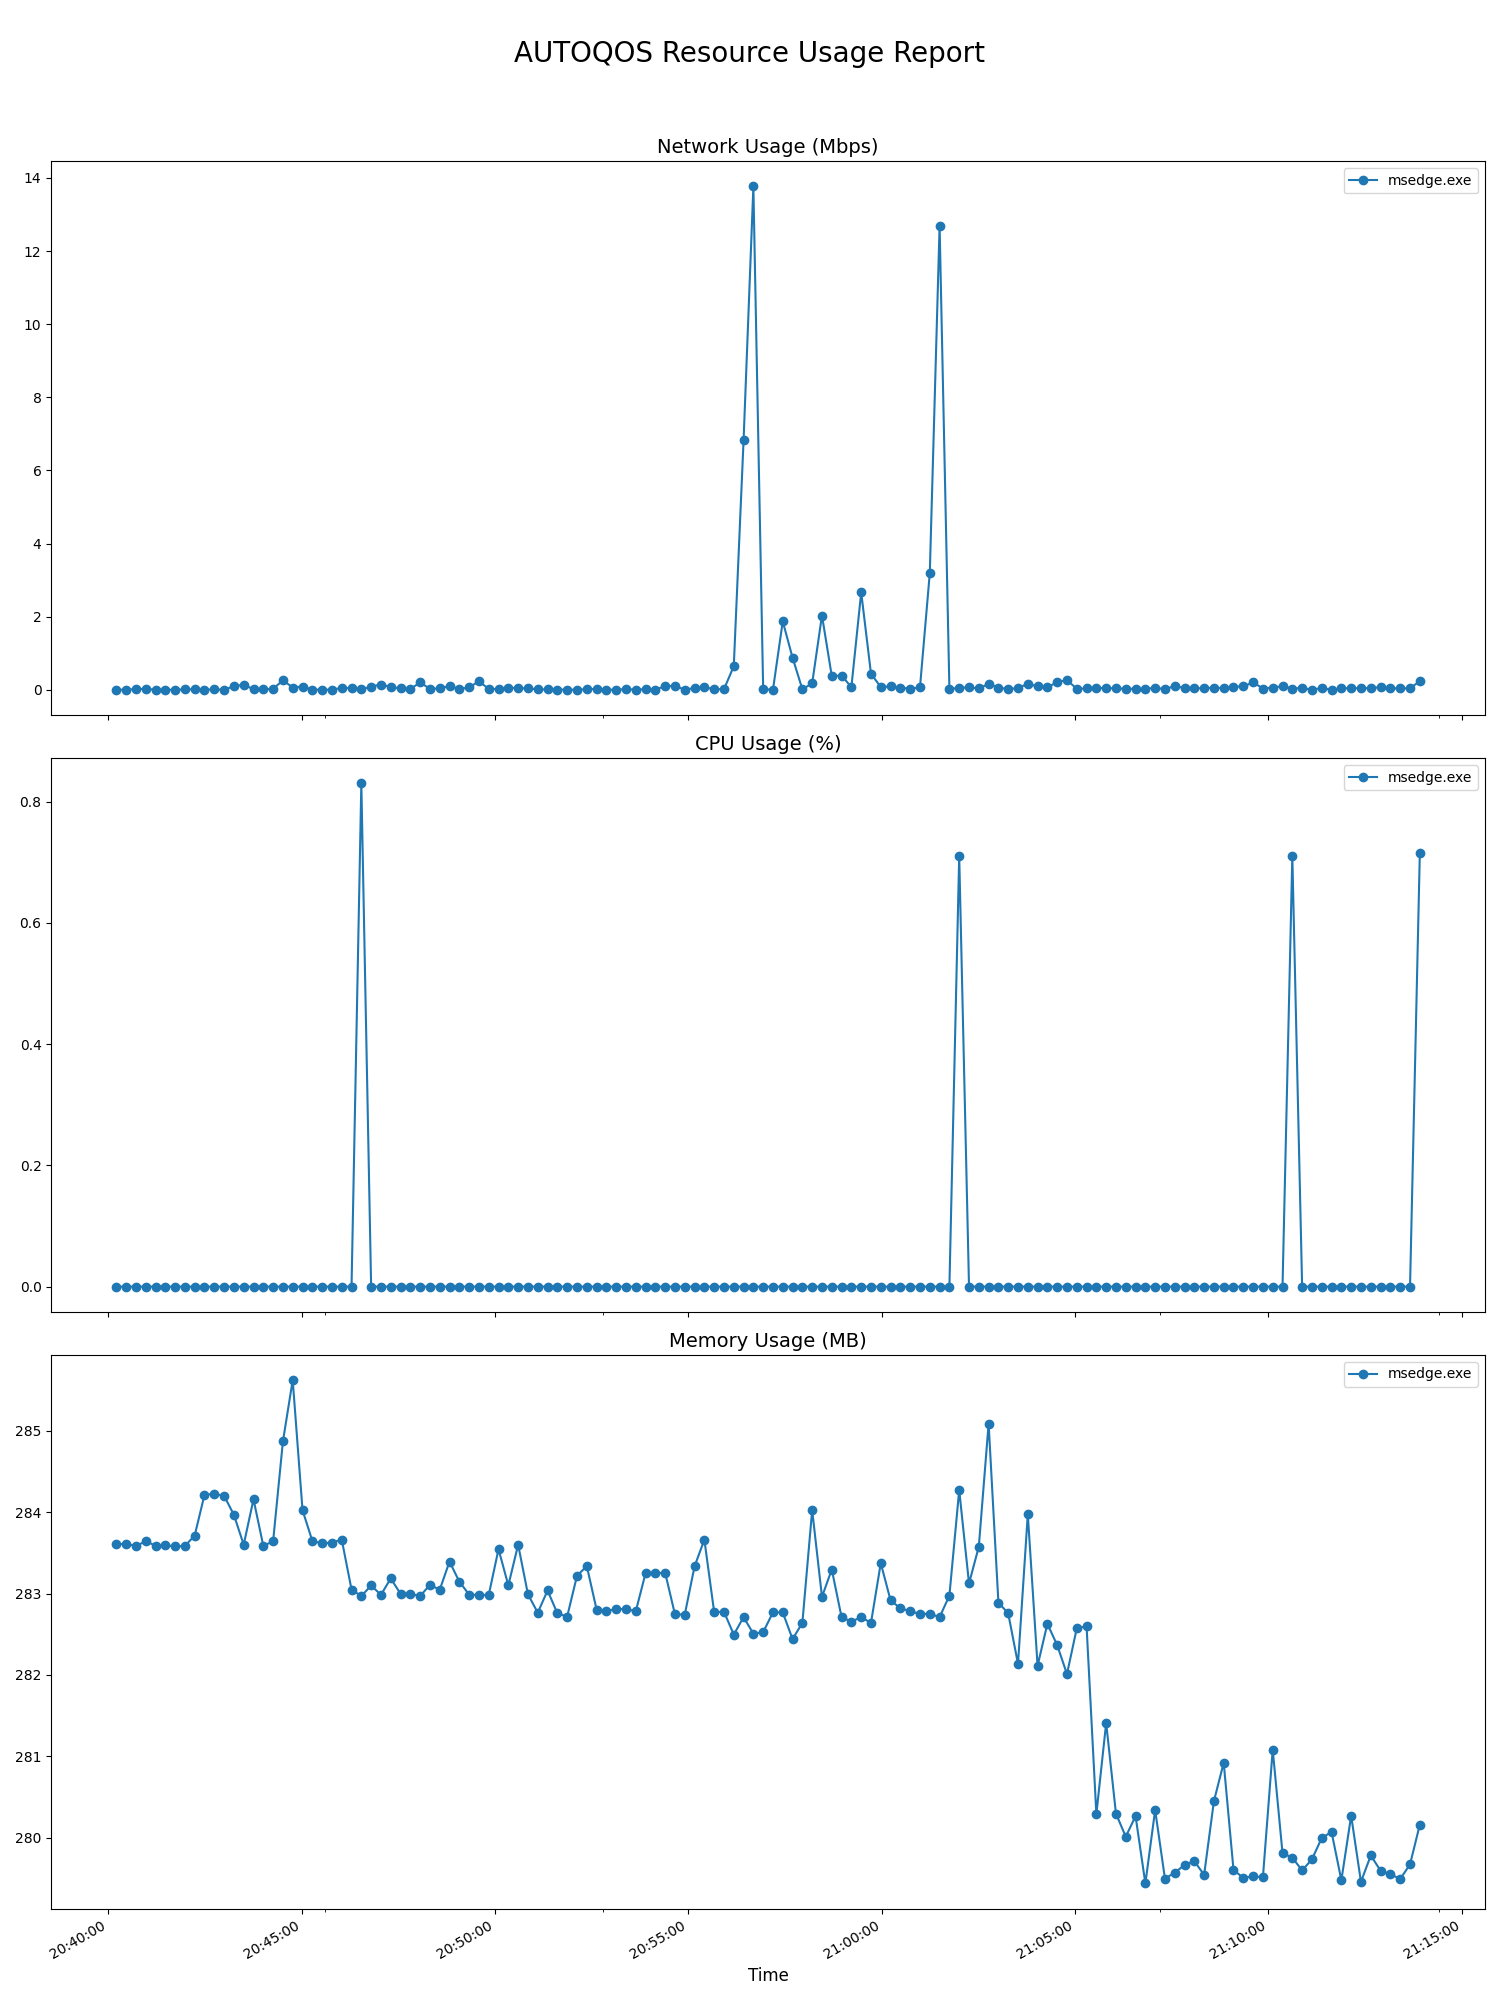 AUTOQOS Resource Usage Report
Network Usage (Mbps)
msedge.exe
14
12
10
8
6
4
2
0
CPU Usage (%)
msedge.exe
0.8
0.6
0.4
0.2
0.0
Memory Usage (MB)
msedge.exe
285
284
283
282
281
280
20:40:00 20:45:00 20:50:00 20:55:00 21:00:00 21:05:00 21:10:00 21:15:00
Time